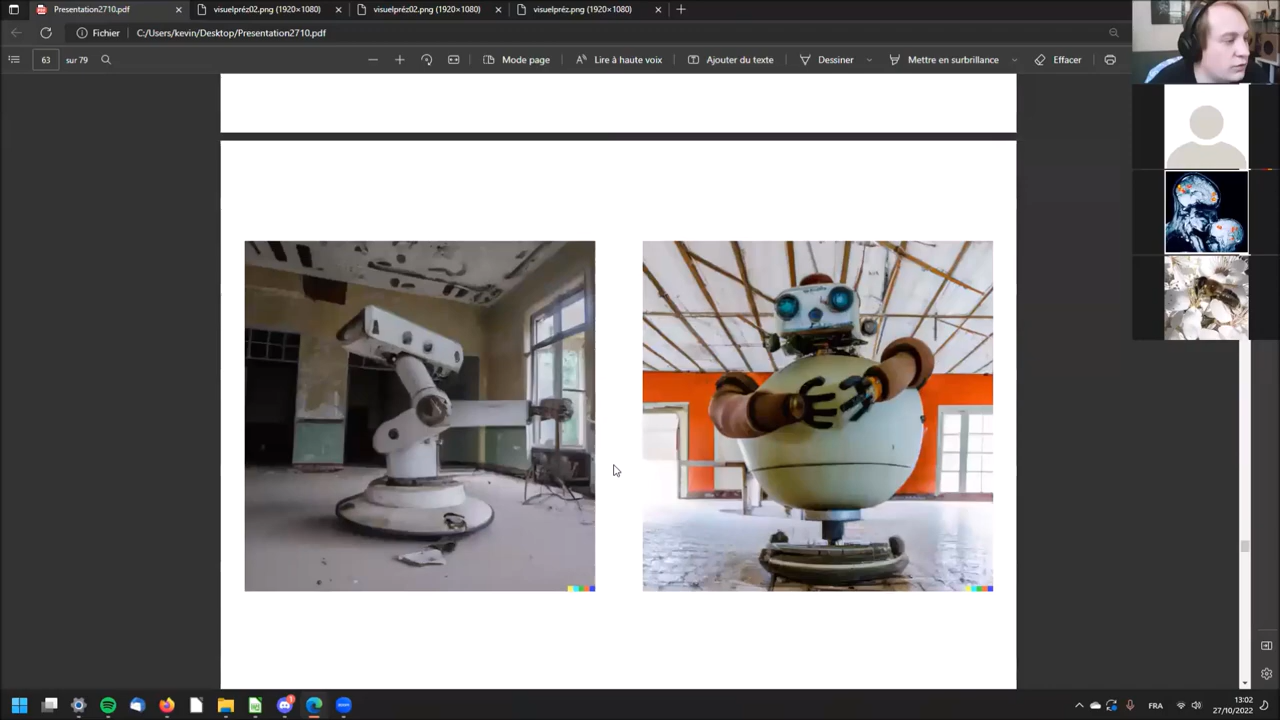 Presentation2710.pdf
visuelpréz02.png (1920×1080)
visuelpréz02.png (1920×1080)
visuelpréz.png (1920×1080)
Fichier
C:/Users/kevin/Desktop/Presentation2710.pdf
63 sur 79
Mode page
Lire à haute voix
Ajouter du texte
Dessiner
Mettre en surbrillance
Effacer
FRA
13:02
27/10/2022